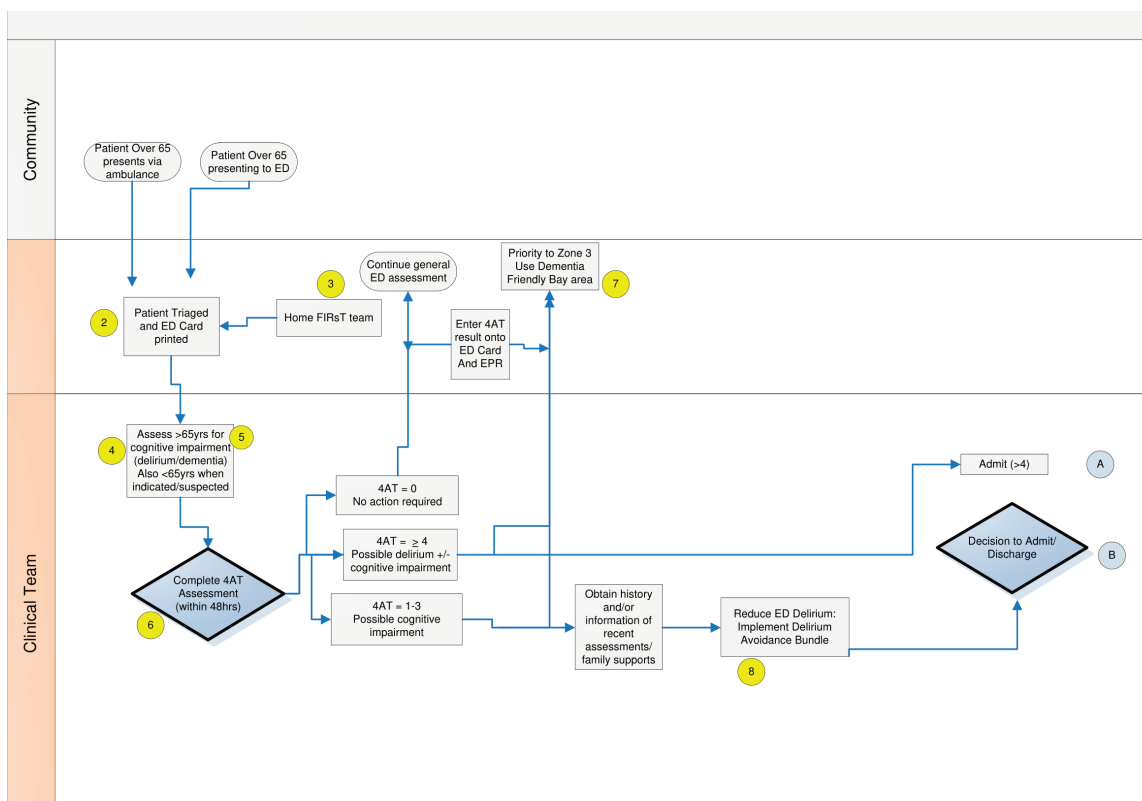 Community
Patient Over 65
presents via
ambulance
Patient Over 65
presenting to ED
Continue general
ED assessment
Priority to Zone 3
Use Dementia
Friendly Bay area
7
3
2
Patient Triaged
and ED Card
printed
Home FIRsT team
Enter 4AT
result onto
ED Card
And EPR
Clinical Team
4
5
Assess >65yrs for
cognitive impairment
(delirium/dementia)
Also <65yrs when
indicated/suspected
4AT = 0
No action required
Admit (>4)
A
4AT = ≥ 4
Possible delirium +/-
cognitive impairment
Decision to Admit/
Discharge
B
Complete 4AT
Assessment
(within 48hrs)
6
4AT = 1-3
Possible cognitive
impairment
Obtain history
and/or
information of
recent
assessments/
family supports
Reduce ED Delirium:
Implement Delirium
Avoidance Bundle
8